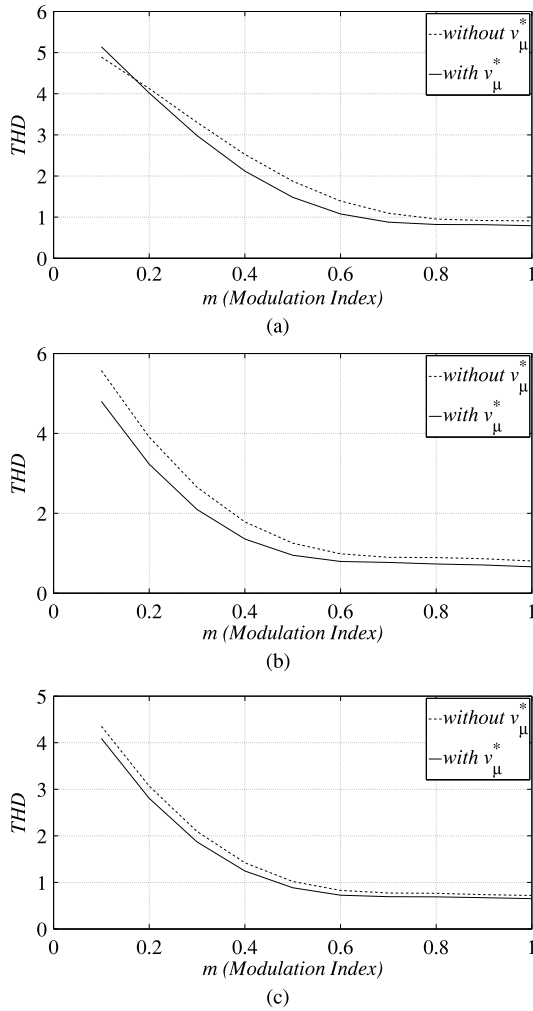 6
5
4
3
2
1
0
THD
0 0.2 0.4 0.6 0.8 1
m (Modulation Index)
without v*μ
with v*μ
(a)
6
4
2
0
THD
0 0.2 0.4 0.6 0.8 1
m (Modulation Index)
without v*μ
with v*μ
(b)
5
4
3
2
1
0
THD
0 0.2 0.4 0.6 0.8 1
m (Modulation Index)
without v*μ
with v*μ
(c)